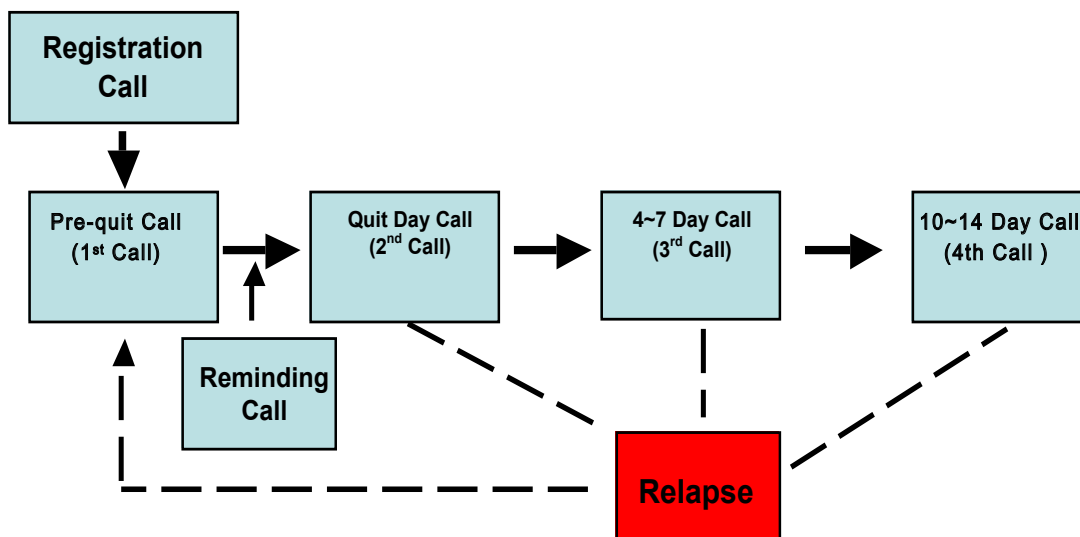 Registration
Call
Pre-quit Call
(1st Call)
Quit Day Call
(2nd Call)
4~7 Day Call
(3rd Call)
10~14 Day Call
(4th Call )
Reminding
Call
Relapse